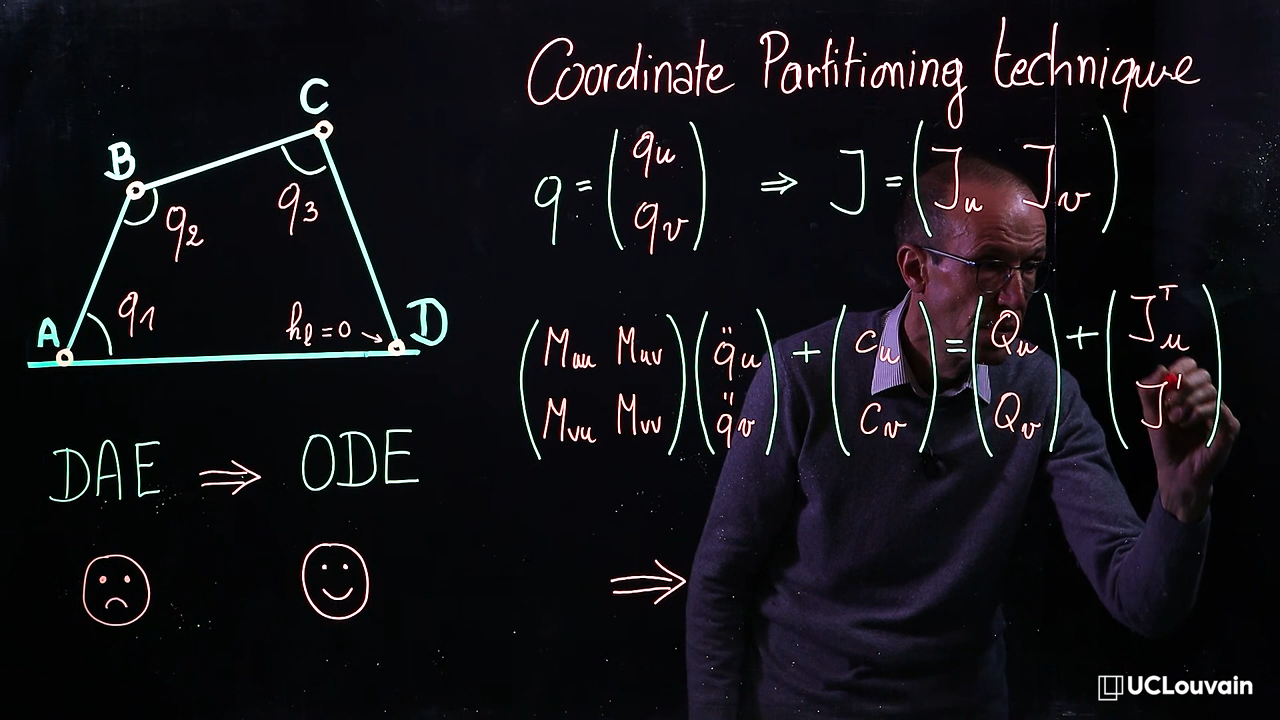 Coordinate Partitioning technique
q = ( qu qv ) ⇒ J = ( Ju Jv )
C
B
q2
q3
A
q1
hl = 0 →
D
( Muu Muv Mvu Mvv ) ( q̈u q̈v ) + ( cu cv ) = ( Qu Qv ) + ( JuT J' )
DAE ⇒ ODE
⇒
UCLouvain